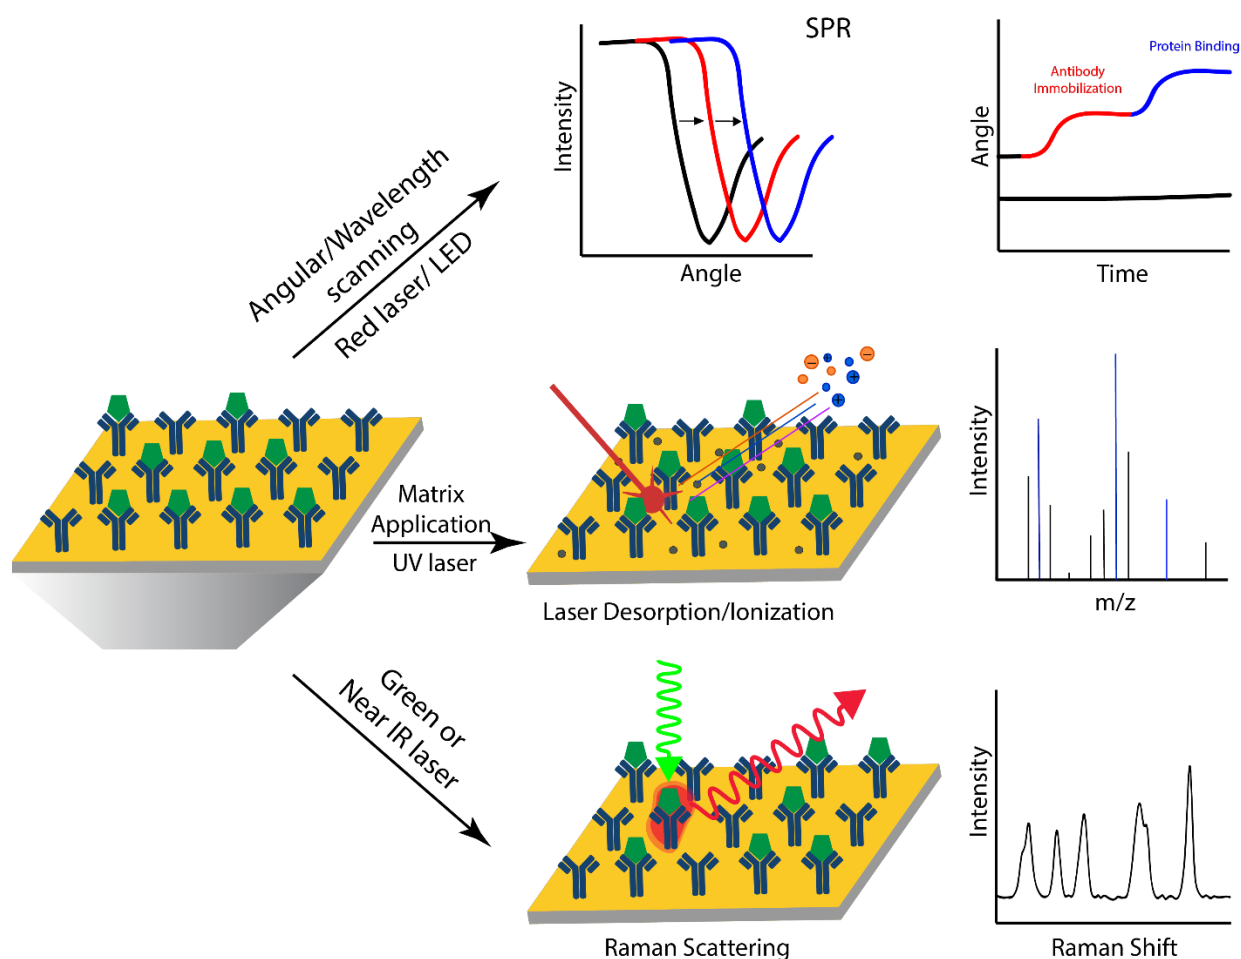 SPR
Intensity
Angle
Protein Binding
Antibody
Immobilization
Angle
Time
Angular/Wavelength
scanning
Red laser/ LED
Matrix
Application
UV laser
− + − + +
Laser Desorption/Ionization
Intensity
m/z
Green or
Near IR laser
Raman Scattering
Intensity
Raman Shift